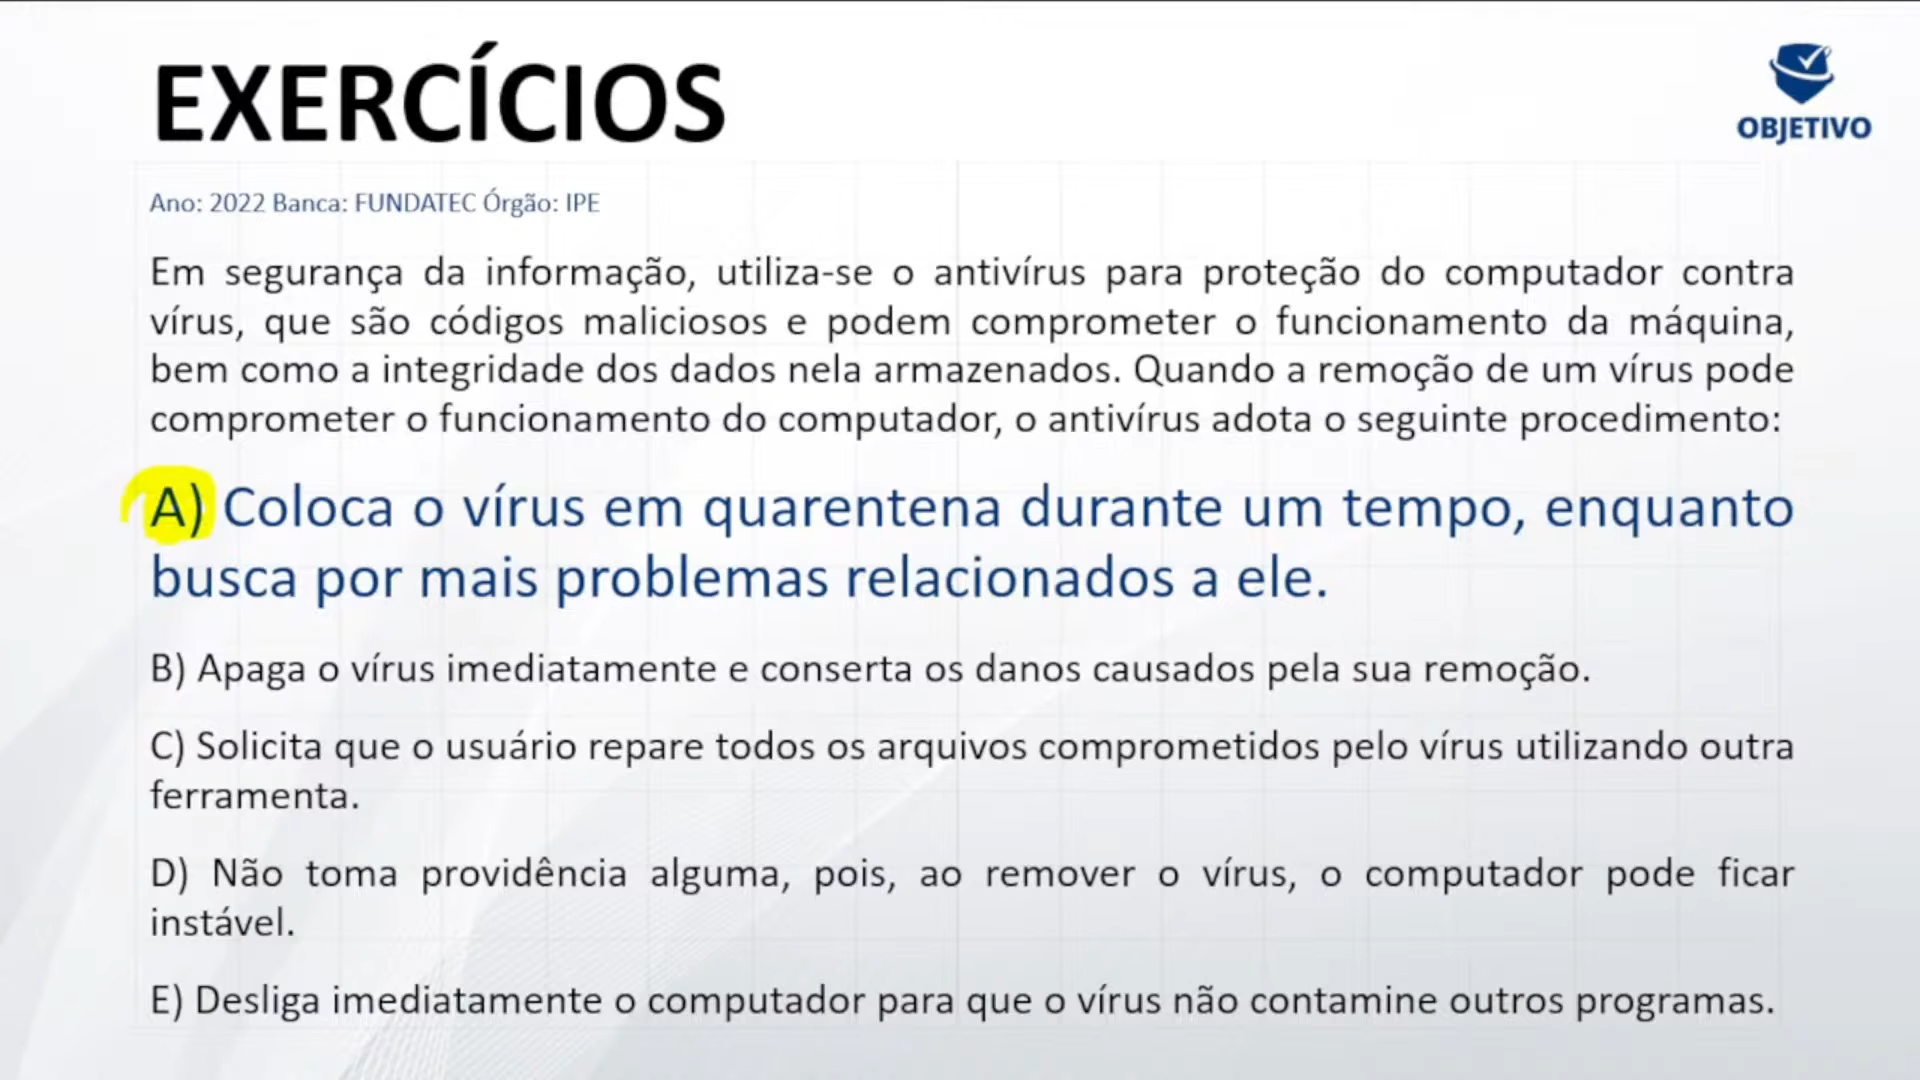 EXERCÍCIOS
OBJETIVO
Ano: 2022 Banca: FUNDATEC Órgão: IPE
Em segurança da informação, utiliza-se o antivírus para proteção do computador contra
vírus, que são códigos maliciosos e podem comprometer o funcionamento da máquina,
bem como a integridade dos dados nela armazenados. Quando a remoção de um vírus pode
comprometer o funcionamento do computador, o antivírus adota o seguinte procedimento:
A) Coloca o vírus em quarentena durante um tempo, enquanto
busca por mais problemas relacionados a ele.
B) Apaga o vírus imediatamente e conserta os danos causados pela sua remoção.
C) Solicita que o usuário repare todos os arquivos comprometidos pelo vírus utilizando outra
ferramenta.
D) Não toma providência alguma, pois, ao remover o vírus, o computador pode ficar
instável.
E) Desliga imediatamente o computador para que o vírus não contamine outros programas.